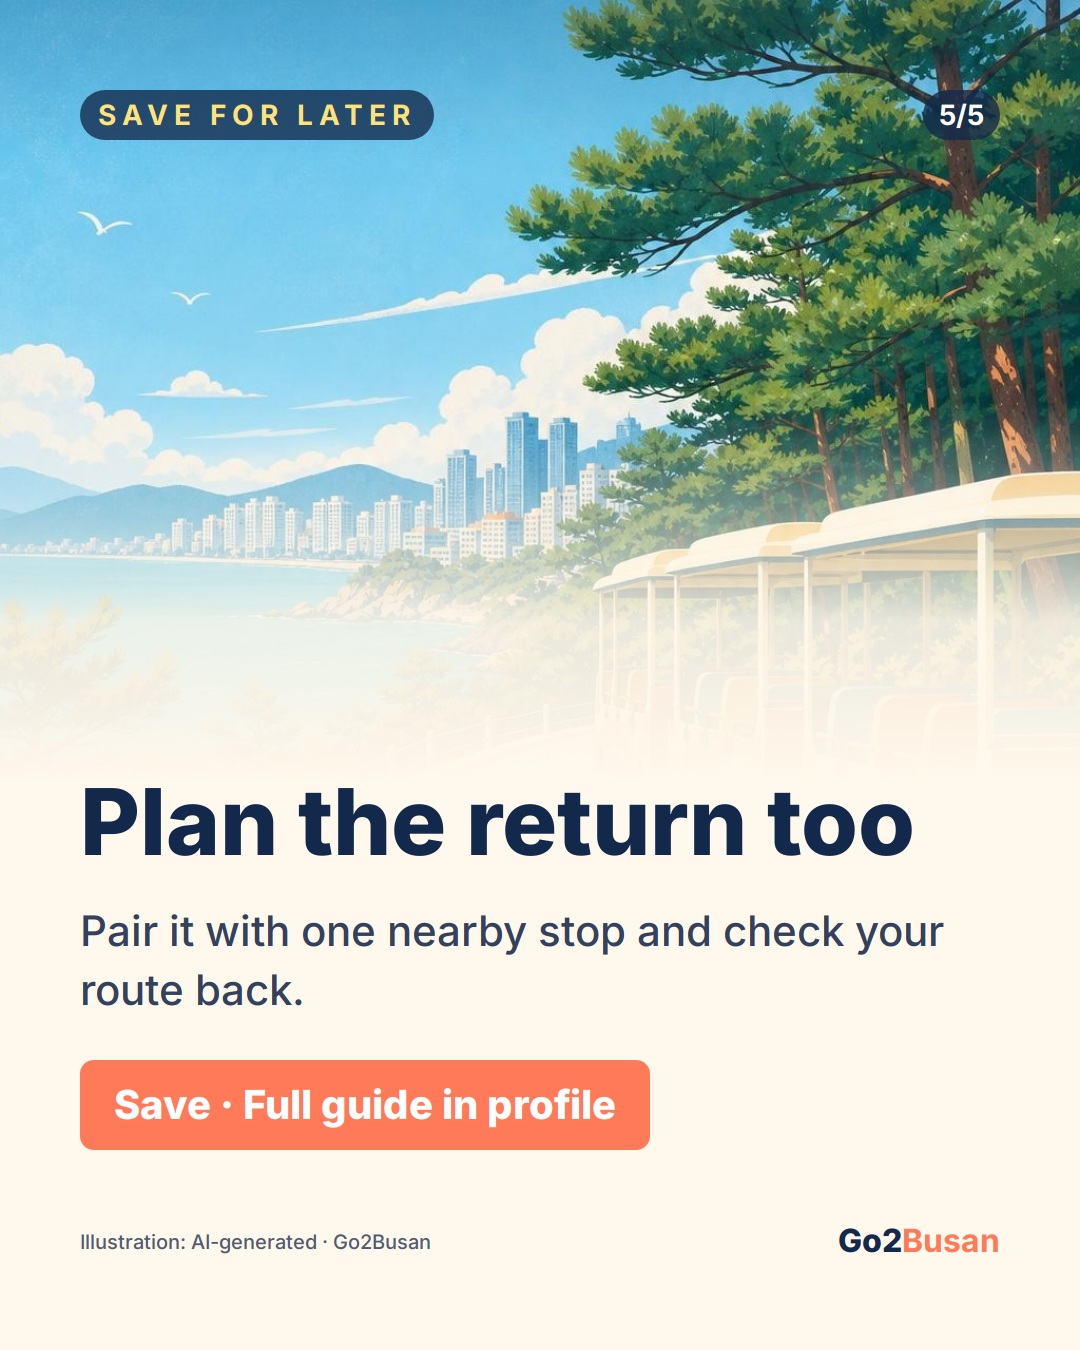 SAVE FOR LATER
5/5
Plan the return too
Pair it with one nearby stop and check your
route back.
Save · Full guide in profile
Illustration: AI-generated · Go2Busan
Go2Busan